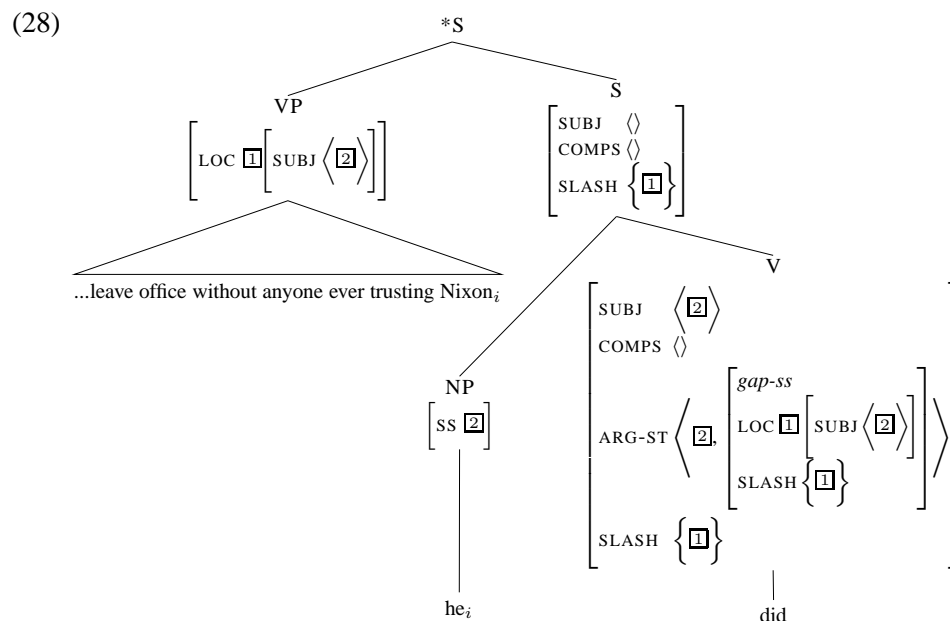 (28)
*S
VP
S
[LOC [1] [SUBJ ⟨[2]⟩]]
[SUBJ ⟨⟩
COMPS ⟨⟩
SLASH {[1]}]
...leave office without anyone ever trusting Nixon_i
V
[SUBJ ⟨[2]⟩
COMPS ⟨⟩
ARG-ST ⟨[2], [gap-ss
LOC [1] [SUBJ ⟨[2]⟩]
SLASH {[1]}]⟩
SLASH {[1]}]
NP
[SS [2]]
he_i
did